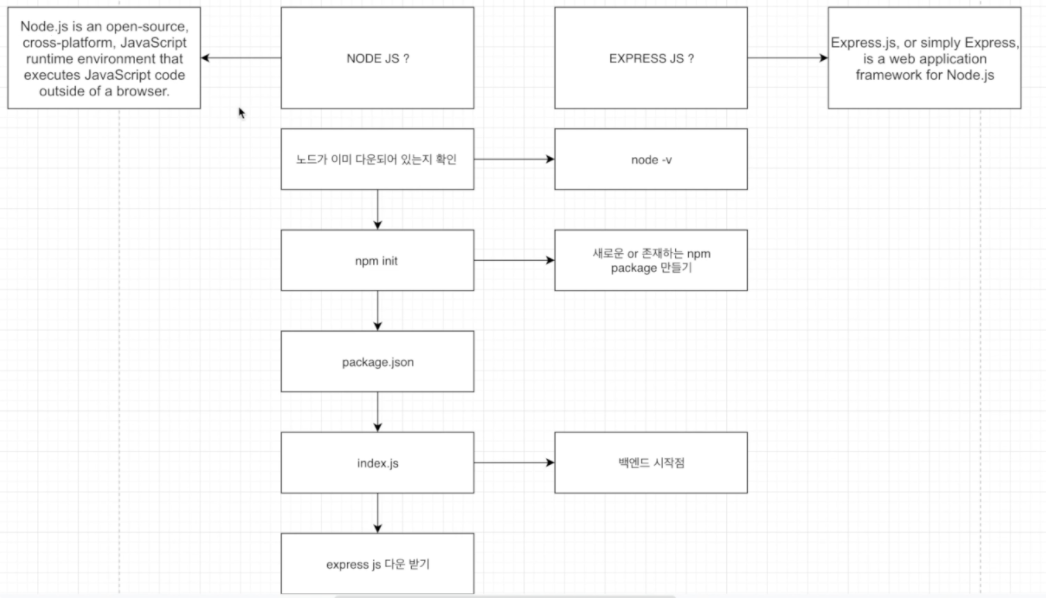 Node.js is an open-source,
cross-platform, JavaScript
runtime environment that
executes JavaScript code
outside of a browser.
NODE JS ?
EXPRESS JS ?
Express.js, or simply Express,
is a web application
framework for Node.js
노드가 이미 다운되어 있는지 확인
node -v
npm init
새로운 or 존재하는 npm
package 만들기
package.json
index.js
백엔드 시작점
express js 다운 받기